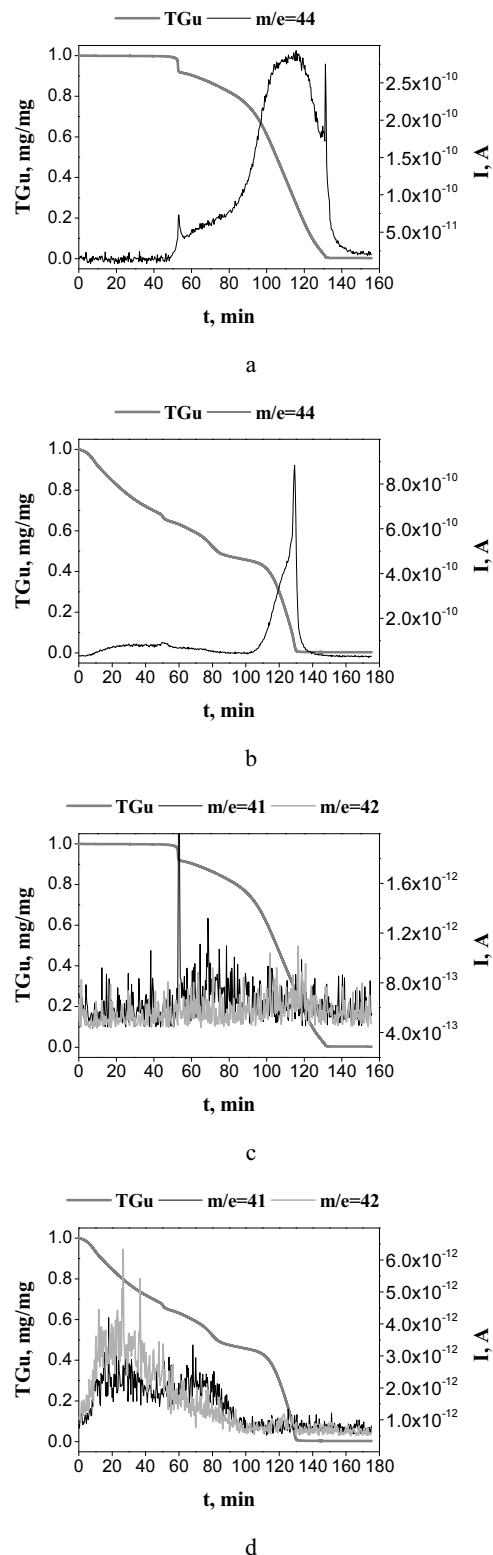 TGu m/e=44
1.0
0.8
0.6
0.4
0.2
0.0
TGu, mg/mg
2.5x10-10
2.0x10-10
1.5x10-10
1.0x10-10
5.0x10-11
I, A
0 20 40 60 80 100 120 140 160
t, min
a
TGu m/e=44
1.0
0.8
0.6
0.4
0.2
0.0
TGu, mg/mg
8.0x10-10
6.0x10-10
4.0x10-10
2.0x10-10
I, A
0 20 40 60 80 100 120 140 160 180
t, min
b
TGu m/e=41 m/e=42
1.0
0.8
0.6
0.4
0.2
0.0
TGu, mg/mg
1.6x10-12
1.2x10-12
8.0x10-13
4.0x10-13
I, A
0 20 40 60 80 100 120 140 160
t, min
c
TGu m/e=41 m/e=42
1.0
0.8
0.6
0.4
0.2
0.0
TGu, mg/mg
6.0x10-12
5.0x10-12
4.0x10-12
3.0x10-12
2.0x10-12
1.0x10-12
I, A
0 20 40 60 80 100 120 140 160 180
t, min
d